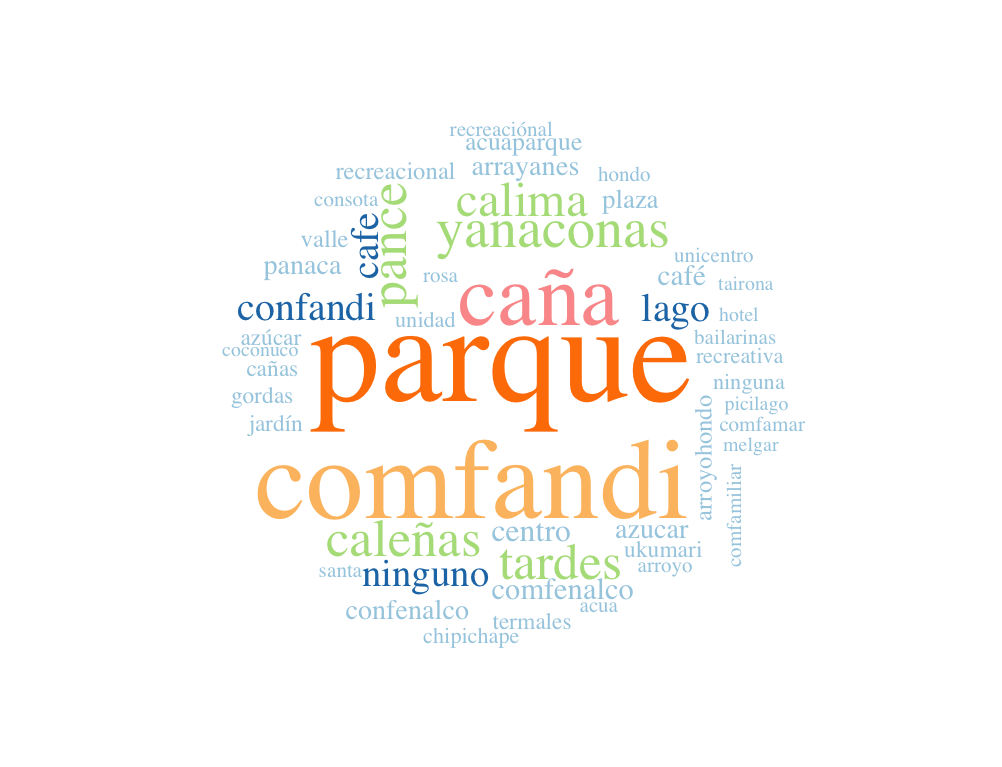 recreaciónal
acuaparque
recreacional
arrayanes
hondo
consota
pance
calima
plaza
cafe
yanaconas
valle
unicentro
panaca
rosa
caña
café
tairona
confandi
lago
hotel
unidad
azúcar
parque
bailarinas
coconuco
recreativa
cañas
ninguna
gordas
picilago
jardín
arroyohondo
comfamar
melgar
comfandi
comfamiliar
caleñas
centro
azucar
tardes
ukumari
santa
ninguno
arroyo
comfenalco
confenalco
acua
termales
chipichape